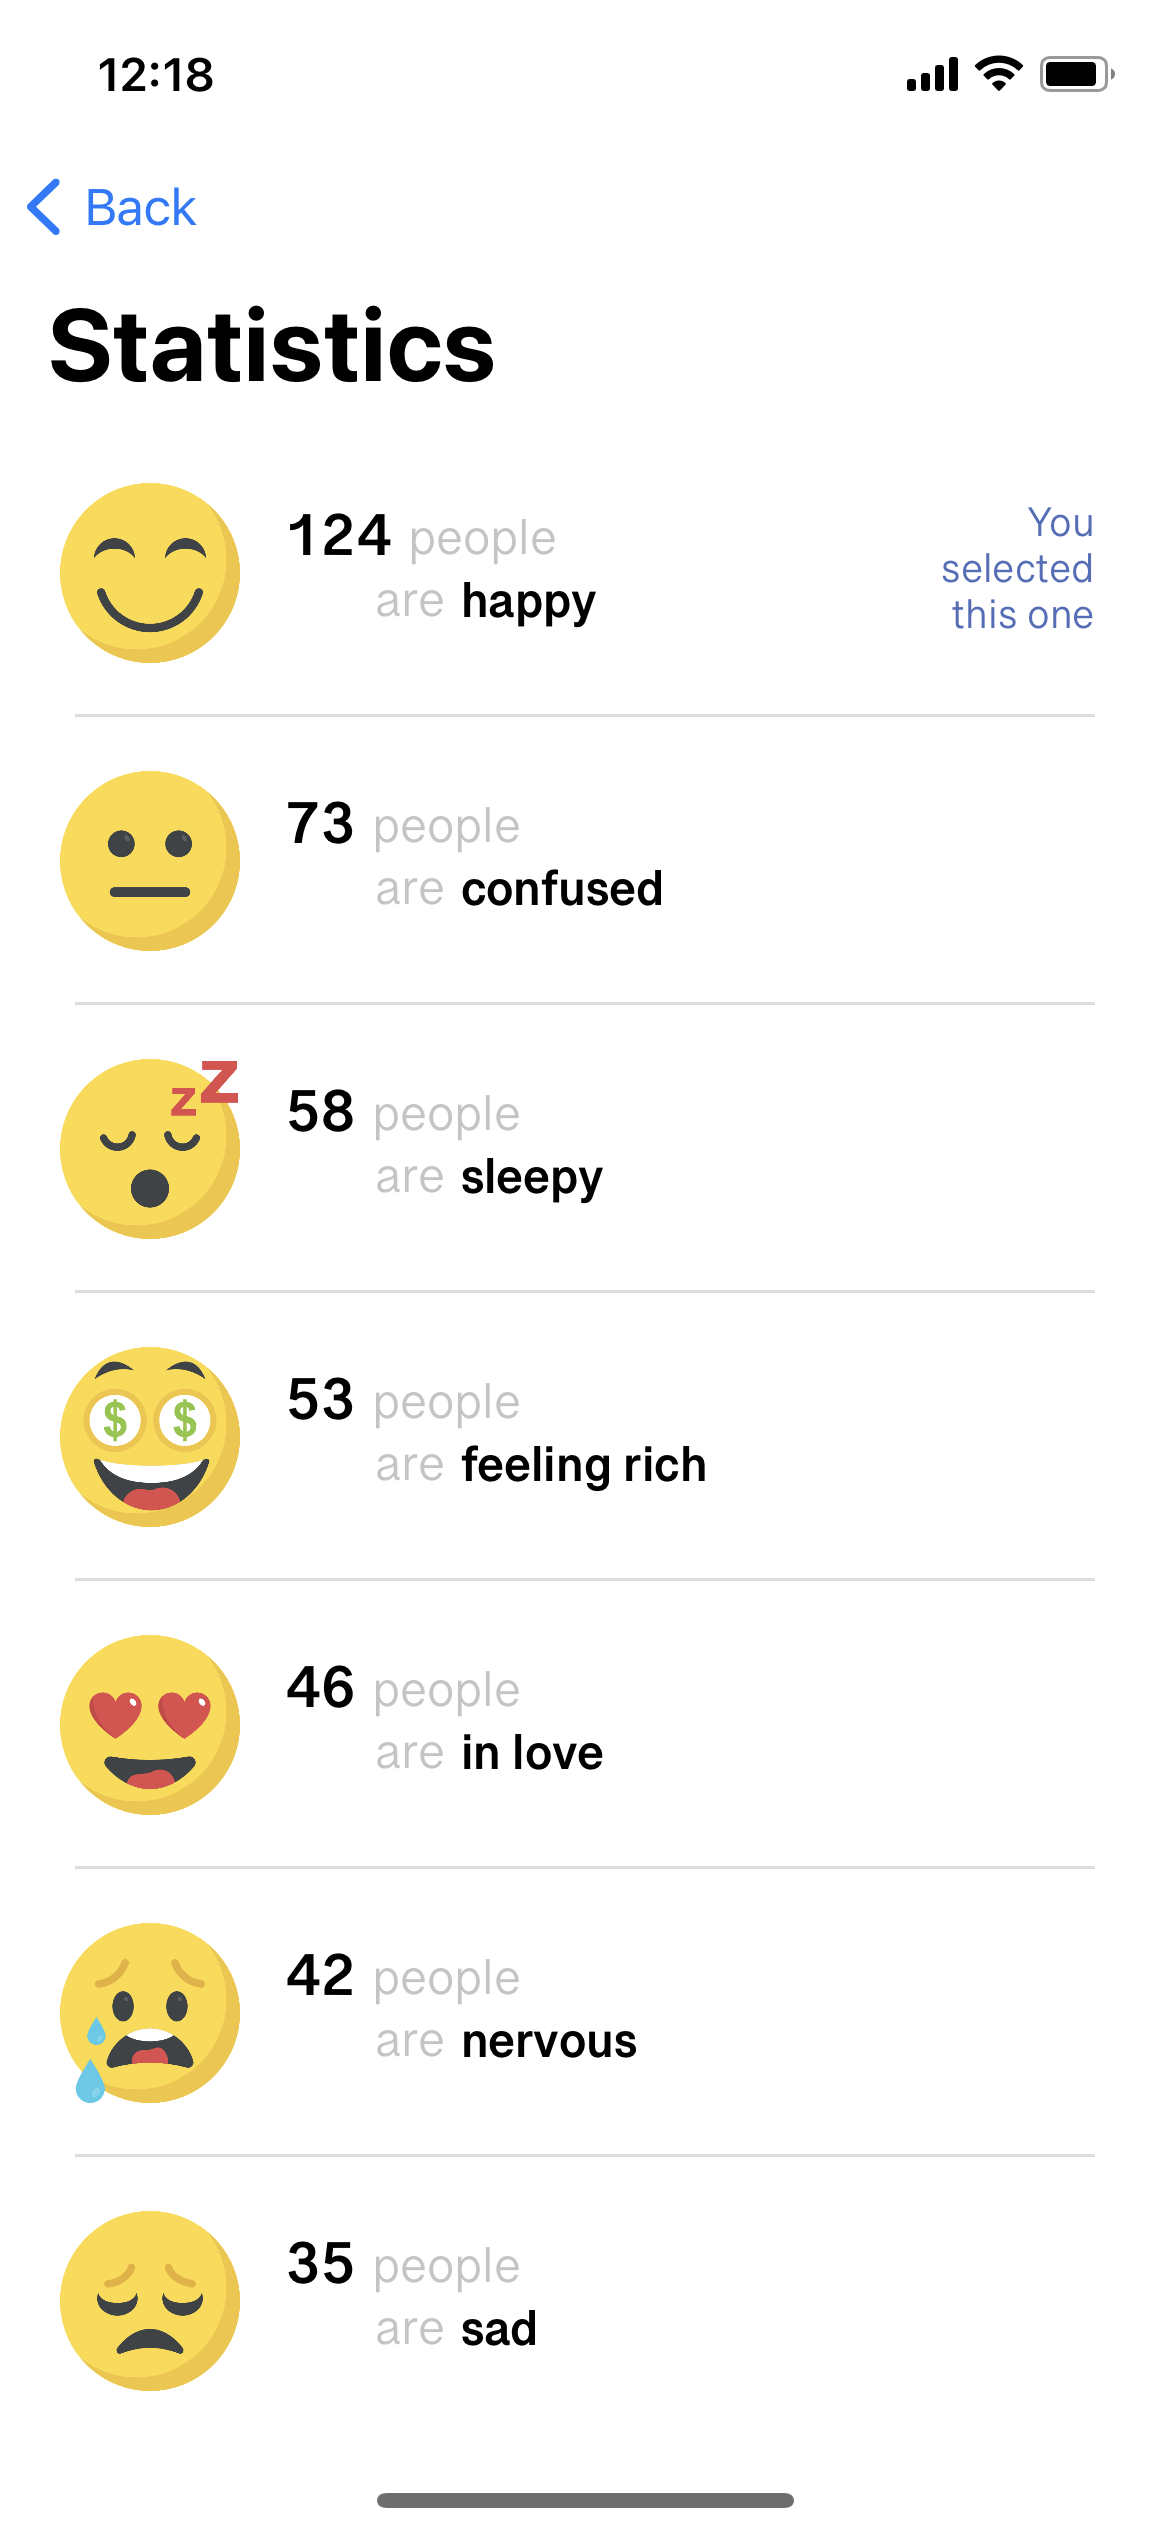 12:18
Back
Statistics
124 people
are happy
You
selected
this one
73 people
are confused
zZ
58 people
are sleepy
$ $
53 people
are feeling rich
46 people
are in love
42 people
are nervous
35 people
are sad